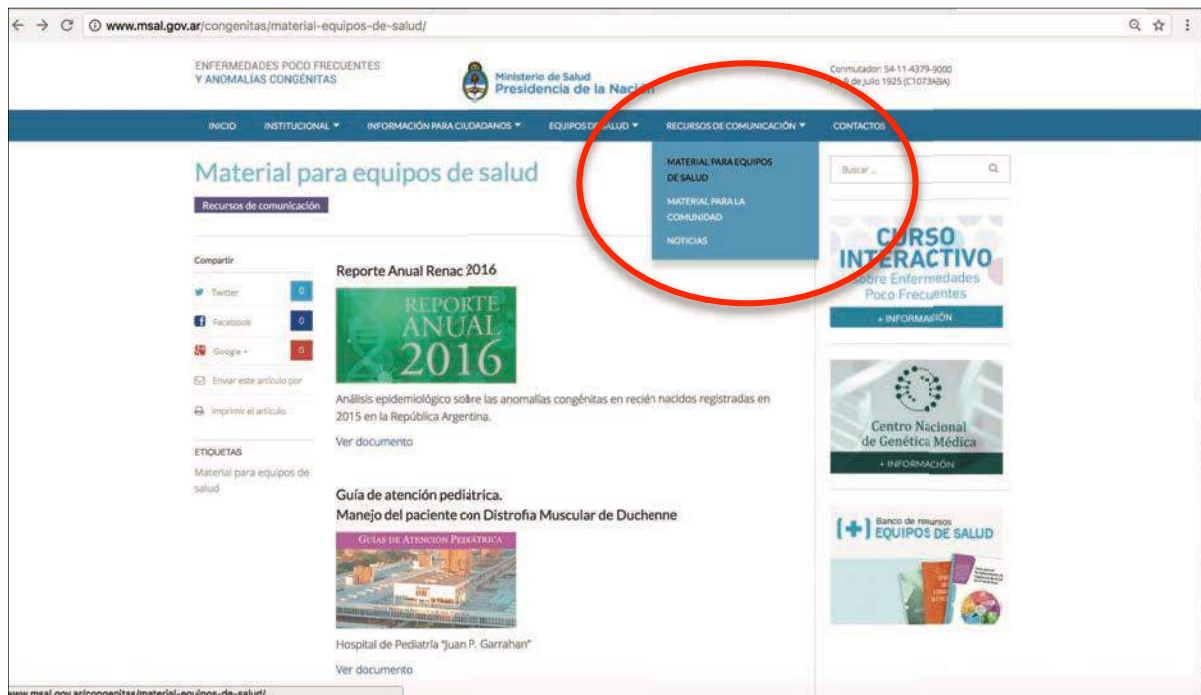 www.msal.gov.ar/congenitas/material-equipos-de-salud/
ENFERMEDADES POCO FRECUENTES
Y ANOMALÍAS CONGÉNITAS
Ministerio de Salud
Presidencia de la Nación
Conmutador: 54-11-4379-9000
9 de Julio 1925 (C1073ABA)
INICIO INSTITUCIONAL INFORMACIÓN PARA CIUDADANOS EQUIPOS DE SALUD RECURSOS DE COMUNICACIÓN CONTACTOS
MATERIAL PARA EQUIPOS
DE SALUD
MATERIAL PARA LA
COMUNIDAD
NOTICIAS
Buscar ...
Material para equipos de salud
Recursos de comunicación
Compartir
Twitter 0
Facebook 0
Google + 0
Enviar este artículo por
Imprimir el artículo
ETIQUETAS
Material para equipos de
salud
Reporte Anual Renac 2016
REPORTE
ANUAL
2016
Análisis epidemiológico sobre las anomalías congénitas en recién nacidos registradas en
2015 en la República Argentina.
Ver documento
Guía de atención pediátrica.
Manejo del paciente con Distrofia Muscular de Duchenne
GUÍAS DE ATENCIÓN PEDIÁTRICA
Hospital de Pediatría "Juan P. Garrahan"
Ver documento
CURSO
INTERACTIVO
sobre Enfermedades
Poco Frecuentes
+ INFORMACIÓN
Centro Nacional
de Genética Médica
+ INFORMACIÓN
[+] Banco de recursos
EQUIPOS DE SALUD
www.msal.gov.ar/congenitas/material-equipos-de-salud/